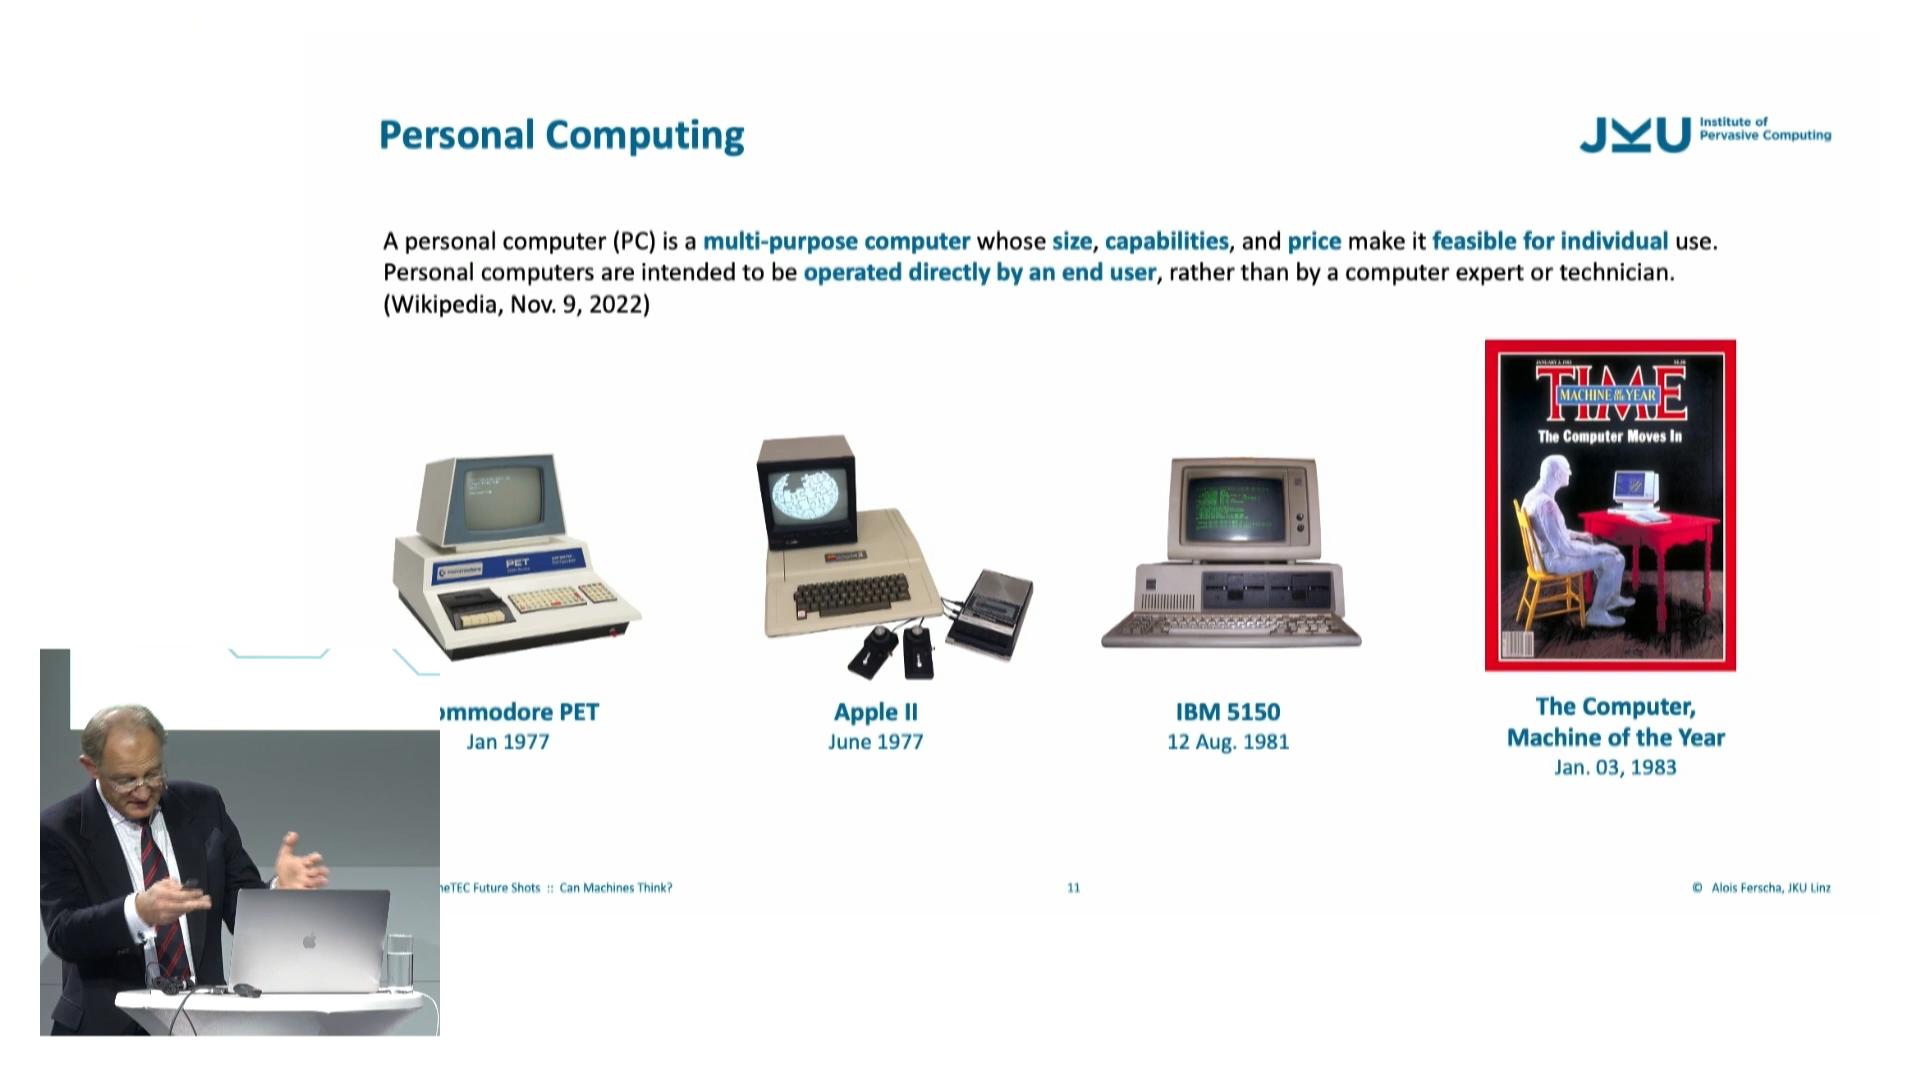 Personal Computing
JKU Institute of
Pervasive Computing
A personal computer (PC) is a multi-purpose computer whose size, capabilities, and price make it feasible for individual use.
Personal computers are intended to be operated directly by an end user, rather than by a computer expert or technician.
(Wikipedia, Nov. 9, 2022)
TIME
MACHINE OF THE YEAR
The Computer Moves In
commodore
PET
ommodore PET
Jan 1977
Apple II
June 1977
IBM 5150
12 Aug. 1981
The Computer,
Machine of the Year
Jan. 03, 1983
neTEC Future Shots :: Can Machines Think?
11
© Alois Ferscha, JKU Linz